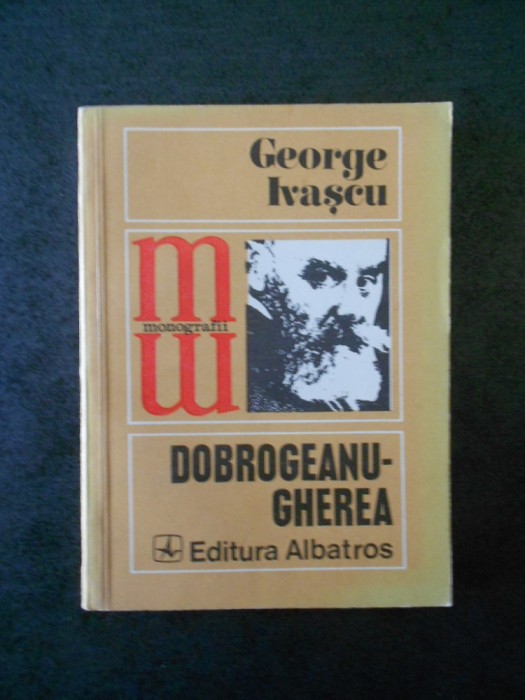 George
Ivașcu
m
monografii
m
DOBROGEANU-
GHEREA
Editura Albatros